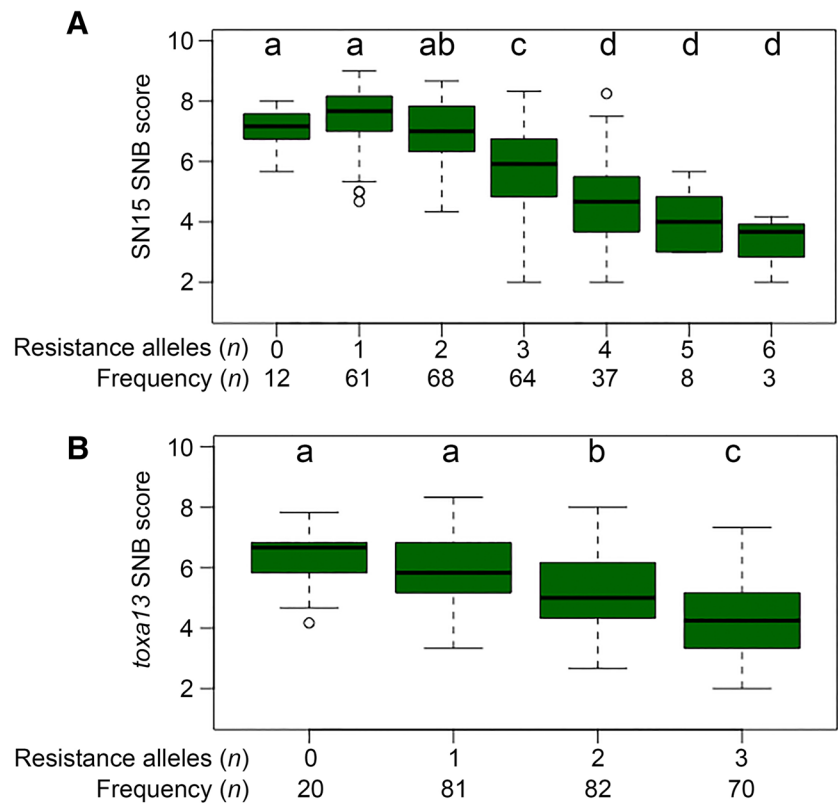 A
10
a a ab c d d d
8
6
4
2
SN15 SNB score
Resistance alleles (n) 0 1 2 3 4 5 6
Frequency (n) 12 61 68 64 37 8 3
B
10
a a b c
8
6
4
2
toxa13 SNB score
Resistance alleles (n) 0 1 2 3
Frequency (n) 20 81 82 70